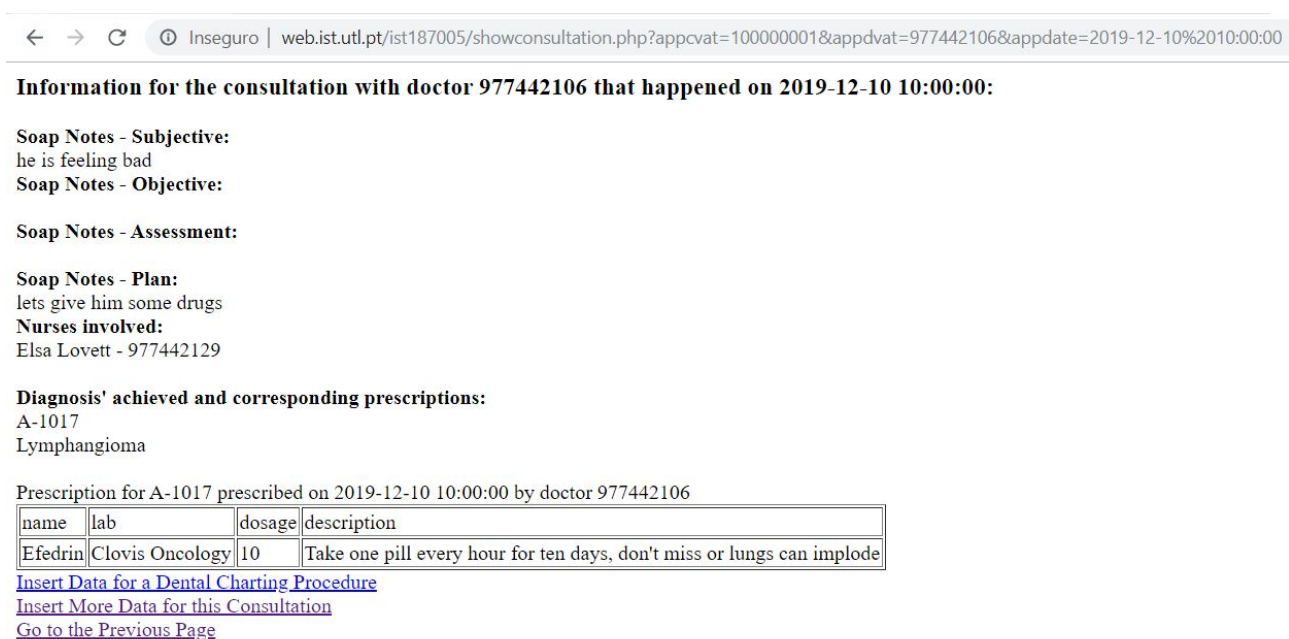 Inseguro | web.ist.utl.pt/ist187005/showconsultation.php?appcvat=100000001&appdvat=977442106&appdate=2019-12-10%2010:00:00
Information for the consultation with doctor 977442106 that happened on 2019-12-10 10:00:00:
Soap Notes - Subjective:
he is feeling bad
Soap Notes - Objective:
Soap Notes - Assessment:
Soap Notes - Plan:
lets give him some drugs
Nurses involved:
Elsa Lovett - 977442129
Diagnosis' achieved and corresponding prescriptions:
A-1017
Lymphangioma
Prescription for A-1017 prescribed on 2019-12-10 10:00:00 by doctor 977442106
name lab dosage description
Efedrin Clovis Oncology 10 Take one pill every hour for ten days, don't miss or lungs can implode
Insert Data for a Dental Charting Procedure
Insert More Data for this Consultation
Go to the Previous Page